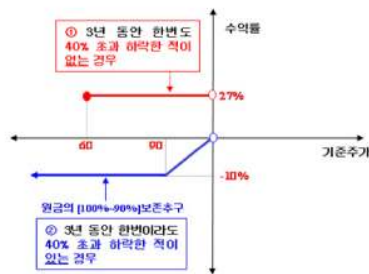 ① 3년 동안 한번도
40% 초과 하락한 적이
없는 경우
수익률
27%
60
90
기준주가
-10%
원금의 [100%~90%]보존추구
② 3년 동안 한번이라도
40% 초과 하락한 적이
있는 경우